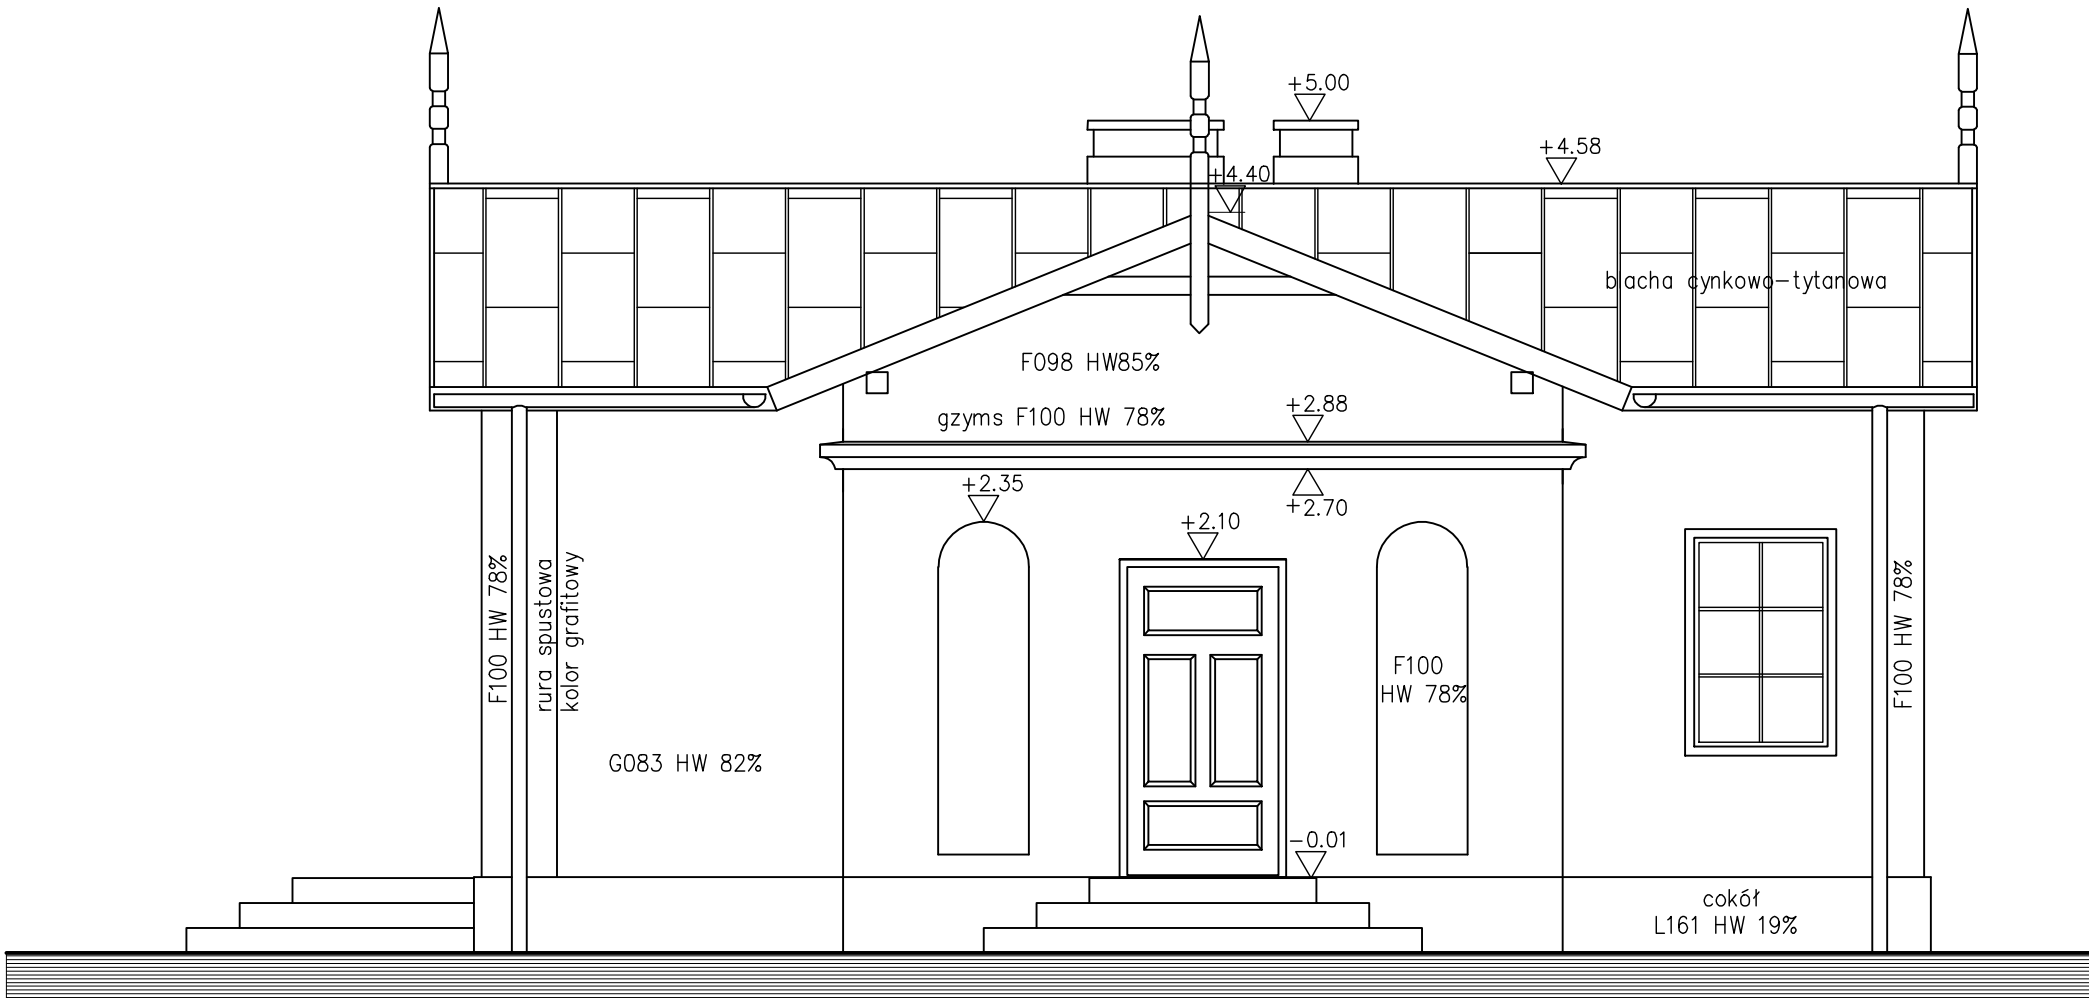 +5.00
+4.58
+4.40
blacha cynkowo-tytanowa
F098 HW85%
gzyms F100 HW 78%
+2.88
+2.70
+2.35
+2.10
F100 HW 78%
rura spustowa
kolor grafitowy
F100
HW 78%
F100 HW 78%
G083 HW 82%
-0.01
cokół
L161 HW 19%